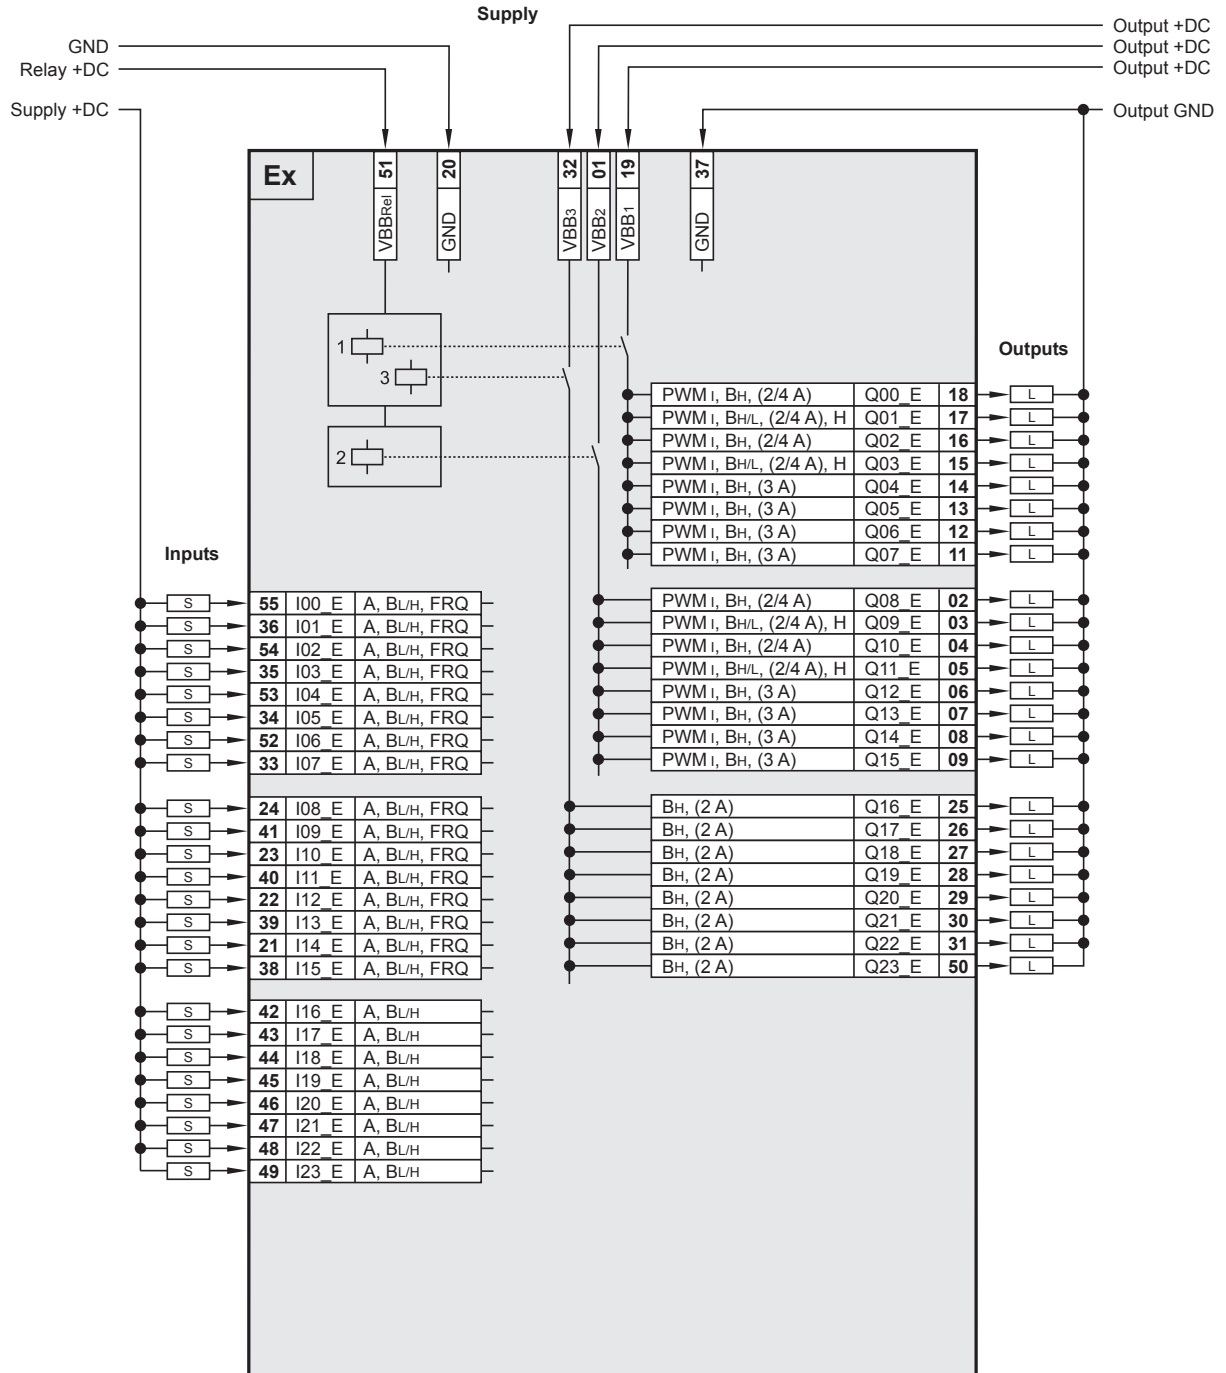 Supply
GND
Relay +DC
Supply +DC
Output +DC
Output +DC
Output +DC
Output GND
Ex
51 VBBRel
20 GND
32 VBB3
01 VBB2
19 VBB1
37 GND
1
3
2
Outputs
PWM I, BH, (2/4 A) Q00_E 18 L
PWM I, BH/L, (2/4 A), H Q01_E 17 L
PWM I, BH, (2/4 A) Q02_E 16 L
PWM I, BH/L, (2/4 A), H Q03_E 15 L
PWM I, BH, (3 A) Q04_E 14 L
PWM I, BH, (3 A) Q05_E 13 L
PWM I, BH, (3 A) Q06_E 12 L
PWM I, BH, (3 A) Q07_E 11 L
PWM I, BH, (2/4 A) Q08_E 02 L
PWM I, BH/L, (2/4 A), H Q09_E 03 L
PWM I, BH, (2/4 A) Q10_E 04 L
PWM I, BH/L, (2/4 A), H Q11_E 05 L
PWM I, BH, (3 A) Q12_E 06 L
PWM I, BH, (3 A) Q13_E 07 L
PWM I, BH, (3 A) Q14_E 08 L
PWM I, BH, (3 A) Q15_E 09 L
BH, (2 A) Q16_E 25 L
BH, (2 A) Q17_E 26 L
BH, (2 A) Q18_E 27 L
BH, (2 A) Q19_E 28 L
BH, (2 A) Q20_E 29 L
BH, (2 A) Q21_E 30 L
BH, (2 A) Q22_E 31 L
BH, (2 A) Q23_E 50 L
Inputs
S 55 I00_E A, BL/H, FRQ
S 36 I01_E A, BL/H, FRQ
S 54 I02_E A, BL/H, FRQ
S 35 I03_E A, BL/H, FRQ
S 53 I04_E A, BL/H, FRQ
S 34 I05_E A, BL/H, FRQ
S 52 I06_E A, BL/H, FRQ
S 33 I07_E A, BL/H, FRQ
S 24 I08_E A, BL/H, FRQ
S 41 I09_E A, BL/H, FRQ
S 23 I10_E A, BL/H, FRQ
S 40 I11_E A, BL/H, FRQ
S 22 I12_E A, BL/H, FRQ
S 39 I13_E A, BL/H, FRQ
S 21 I14_E A, BL/H, FRQ
S 38 I15_E A, BL/H, FRQ
S 42 I16_E A, BL/H
S 43 I17_E A, BL/H
S 44 I18_E A, BL/H
S 45 I19_E A, BL/H
S 46 I20_E A, BL/H
S 47 I21_E A, BL/H
S 48 I22_E A, BL/H
S 49 I23_E A, BL/H